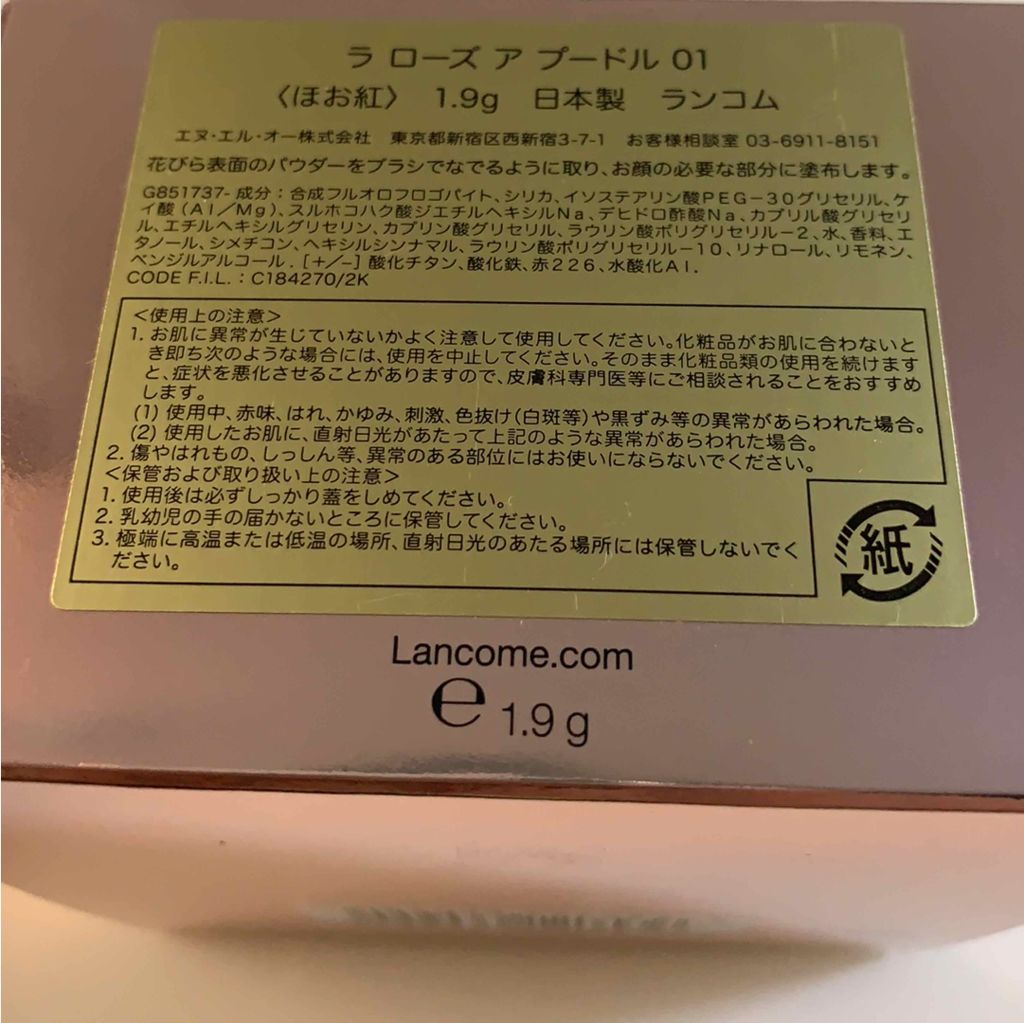 ラ ローズ ア プードル 01
〈ほお紅〉 1.9g 日本製 ランコム
エヌ・エル・オー株式会社 東京都新宿区西新宿3-7-1 お客様相談室 03-6911-8151
花びら表面のパウダーをブラシでなでるように取り、お顔の必要な部分に塗布します。
G851737- 成分：合成フルオロフロゴパイト、シリカ、イソステアリン酸PEG－30グリセリル、ケ
イ酸（Al／Mg）、スルホコハク酸ジエチルヘキシルNa、デヒドロ酢酸Na、カプリル酸グリセリ
ル、エチルヘキシルグリセリン、カプリン酸グリセリル、ラウリン酸ポリグリセリル－2、水、香料、エ
タノール、シメチコン、ヘキシルシンナマル、ラウリン酸ポリグリセリル－10、リナロール、リモネン、
ベンジルアルコール．[＋/－] 酸化チタン、酸化鉄、赤226、水酸化Al．
CODE F.I.L.：C184270/2K
＜使用上の注意＞
1. お肌に異常が生じていないかよく注意して使用してください。化粧品がお肌に合わないと
き即ち次のような場合には、使用を中止してください。そのまま化粧品類の使用を続けます
と、症状を悪化させることがありますので、皮膚科専門医等にご相談されることをおすすめ
します。
(1) 使用中、赤味、はれ、かゆみ、刺激、色抜け(白斑等)や黒ずみ等の異常があらわれた場合。
(2) 使用したお肌に、直射日光があたって上記のような異常があらわれた場合。
2. 傷やはれもの、しっしん等、異常のある部位にはお使いにならないでください。
＜保管および取り扱い上の注意＞
1. 使用後は必ずしっかり蓋をしめてください。
2. 乳幼児の手の届かないところに保管してください。
3. 極端に高温または低温の場所、直射日光のあたる場所には保管しないでく
ださい。
紙
Lancome.com
℮ 1.9 g